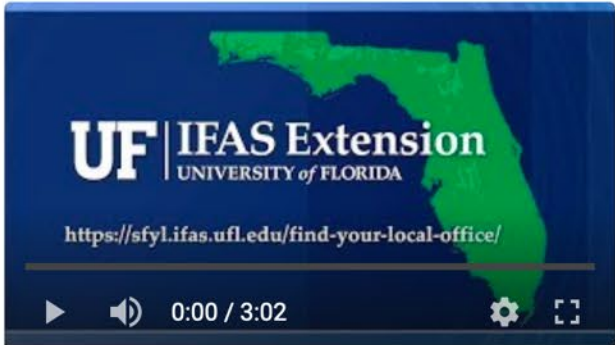 UF | IFAS Extension
UNIVERSITY of FLORIDA
https://sfyl.ifas.ufl.edu/find-your-local-office/
0:00 / 3:02